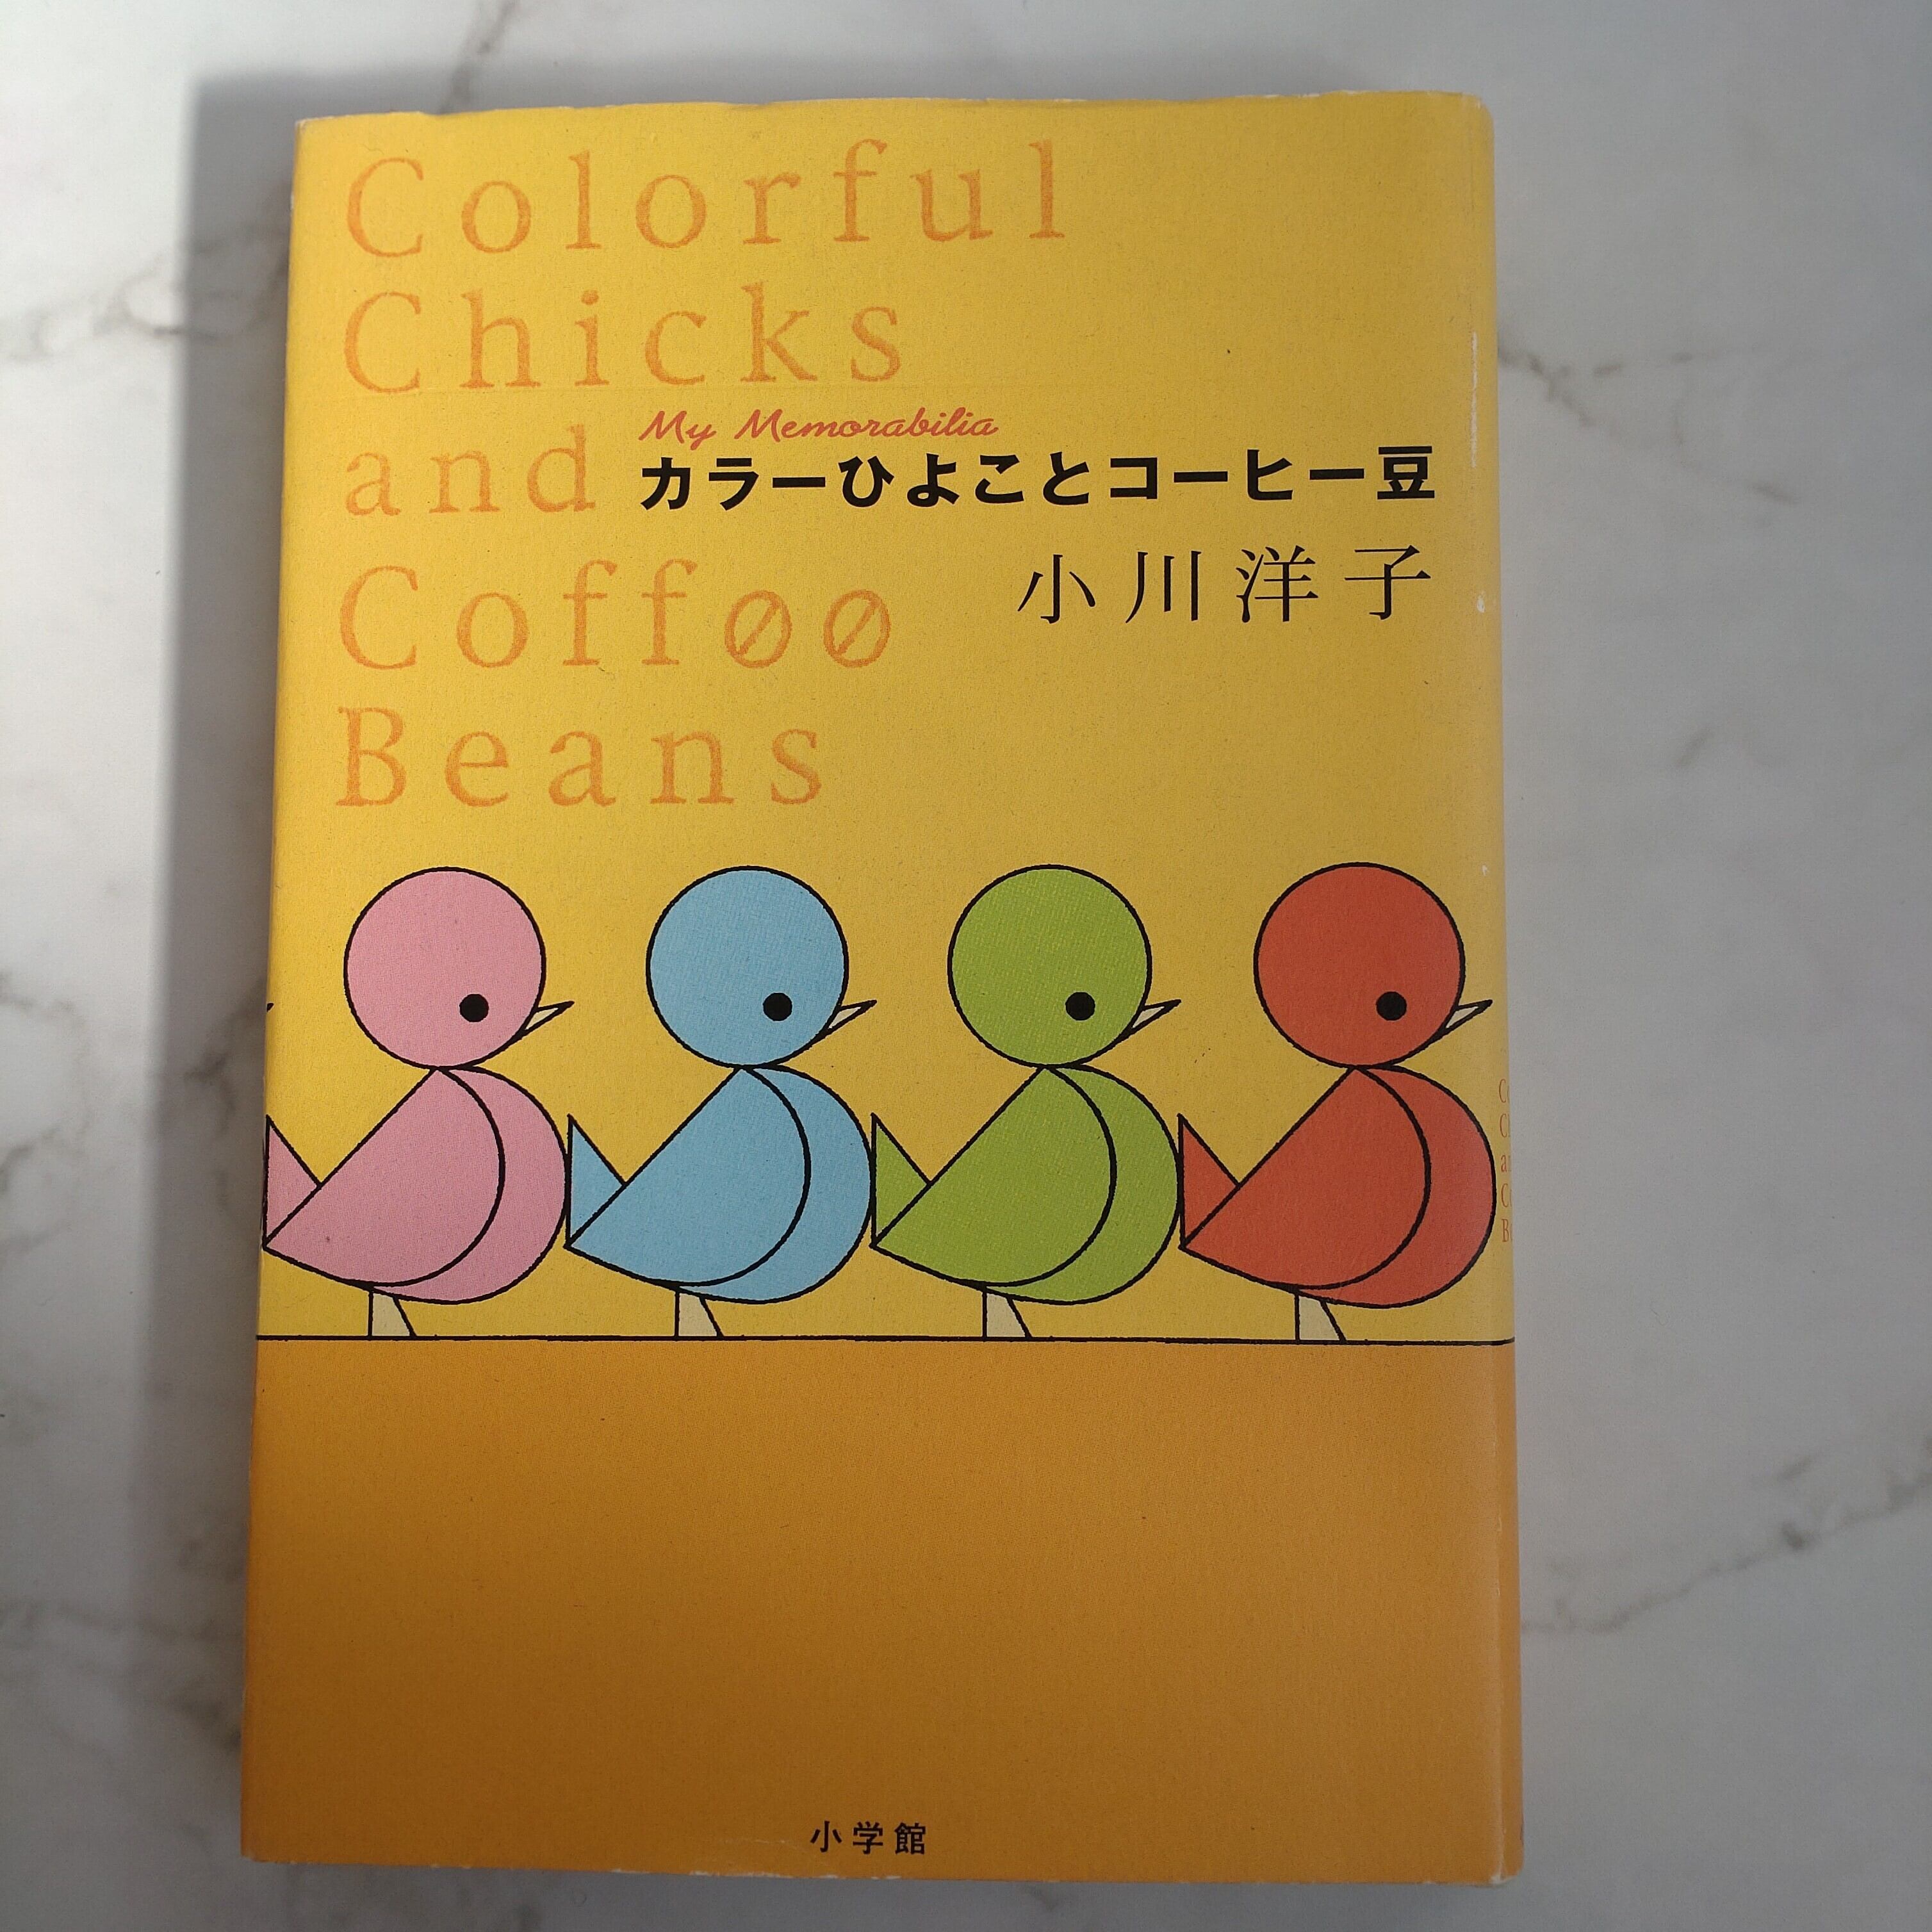 Colorful
Chicks
and
My Memorabilia
カラーひよことコーヒー豆
小川洋子
Coff00
Beans
小学館